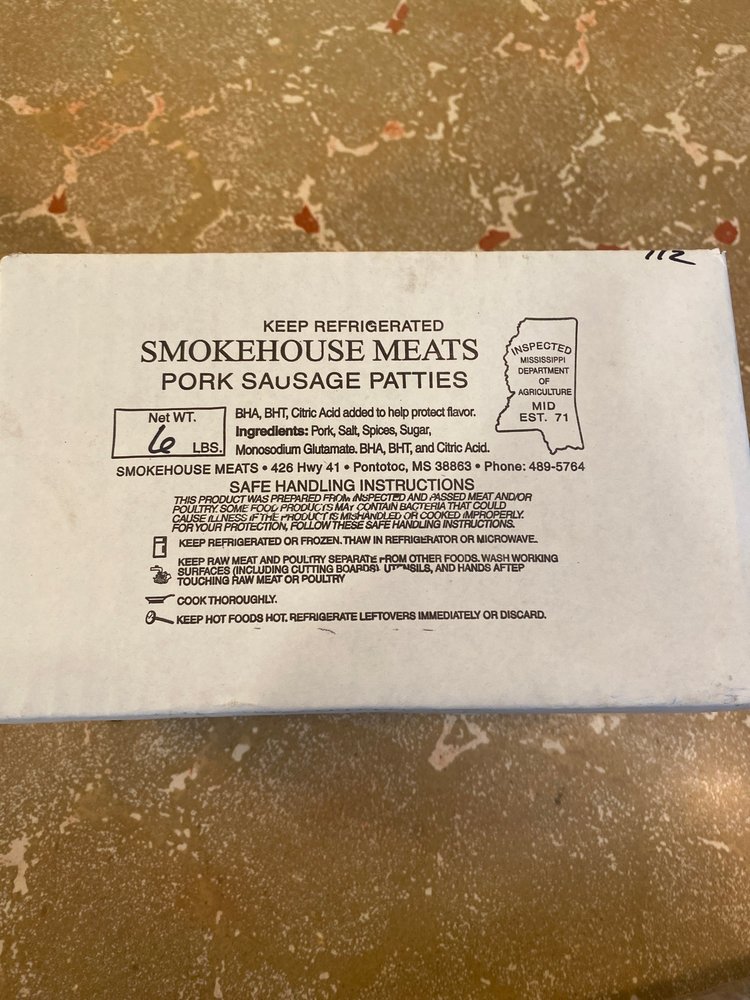 112
KEEP REFRIGERATED
SMOKEHOUSE MEATS
PORK SAUSAGE PATTIES
INSPECTED
MISSISSIPPI
DEPARTMENT
OF
AGRICULTURE
MID
EST. 71
Net WT.
6
LBS.
BHA, BHT, Citric Acid added to help protect flavor.
Ingredients: Pork, Salt, Spices, Sugar,
Monosodium Glutamate. BHA, BHT, and Citric Acid.
SMOKEHOUSE MEATS • 426 Hwy 41 • Pontotoc, MS 38863 • Phone: 489-5764
SAFE HANDLING INSTRUCTIONS
THIS PRODUCT WAS PREPARED FROM INSPECTED AND PASSED MEAT AND/OR
POULTRY. SOME FOOD PRODUCTS MAY CONTAIN BACTERIA THAT COULD
CAUSE ILLNESS IF THE PRODUCT IS MISHANDLED OR COOKED IMPROPERLY.
FOR YOUR PROTECTION, FOLLOW THESE SAFE HANDLING INSTRUCTIONS.
KEEP REFRIGERATED OR FROZEN. THAW IN REFRIGERATOR OR MICROWAVE.
KEEP RAW MEAT AND POULTRY SEPARATE FROM OTHER FOODS. WASH WORKING
SURFACES (INCLUDING CUTTING BOARDS), UTENSILS, AND HANDS AFTER
TOUCHING RAW MEAT OR POULTRY
COOK THOROUGHLY.
KEEP HOT FOODS HOT. REFRIGERATE LEFTOVERS IMMEDIATELY OR DISCARD.